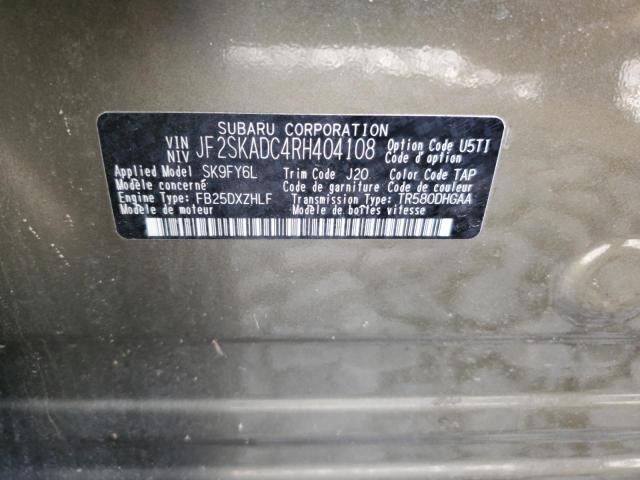 SUBARU CORPORATION
VIN NIV JF2SKADC4RH404108 Option Code U5TI
Code d'option
Applied Model SK9FY6L Trim Code J20 Color Code TAP
Modèle concerné Code de garniture Code de couleur
Engine Type: FB25DXZHLF Transmission Type: TR580DHGAA
Modèle de moteur Modèle de boîtes vitesse